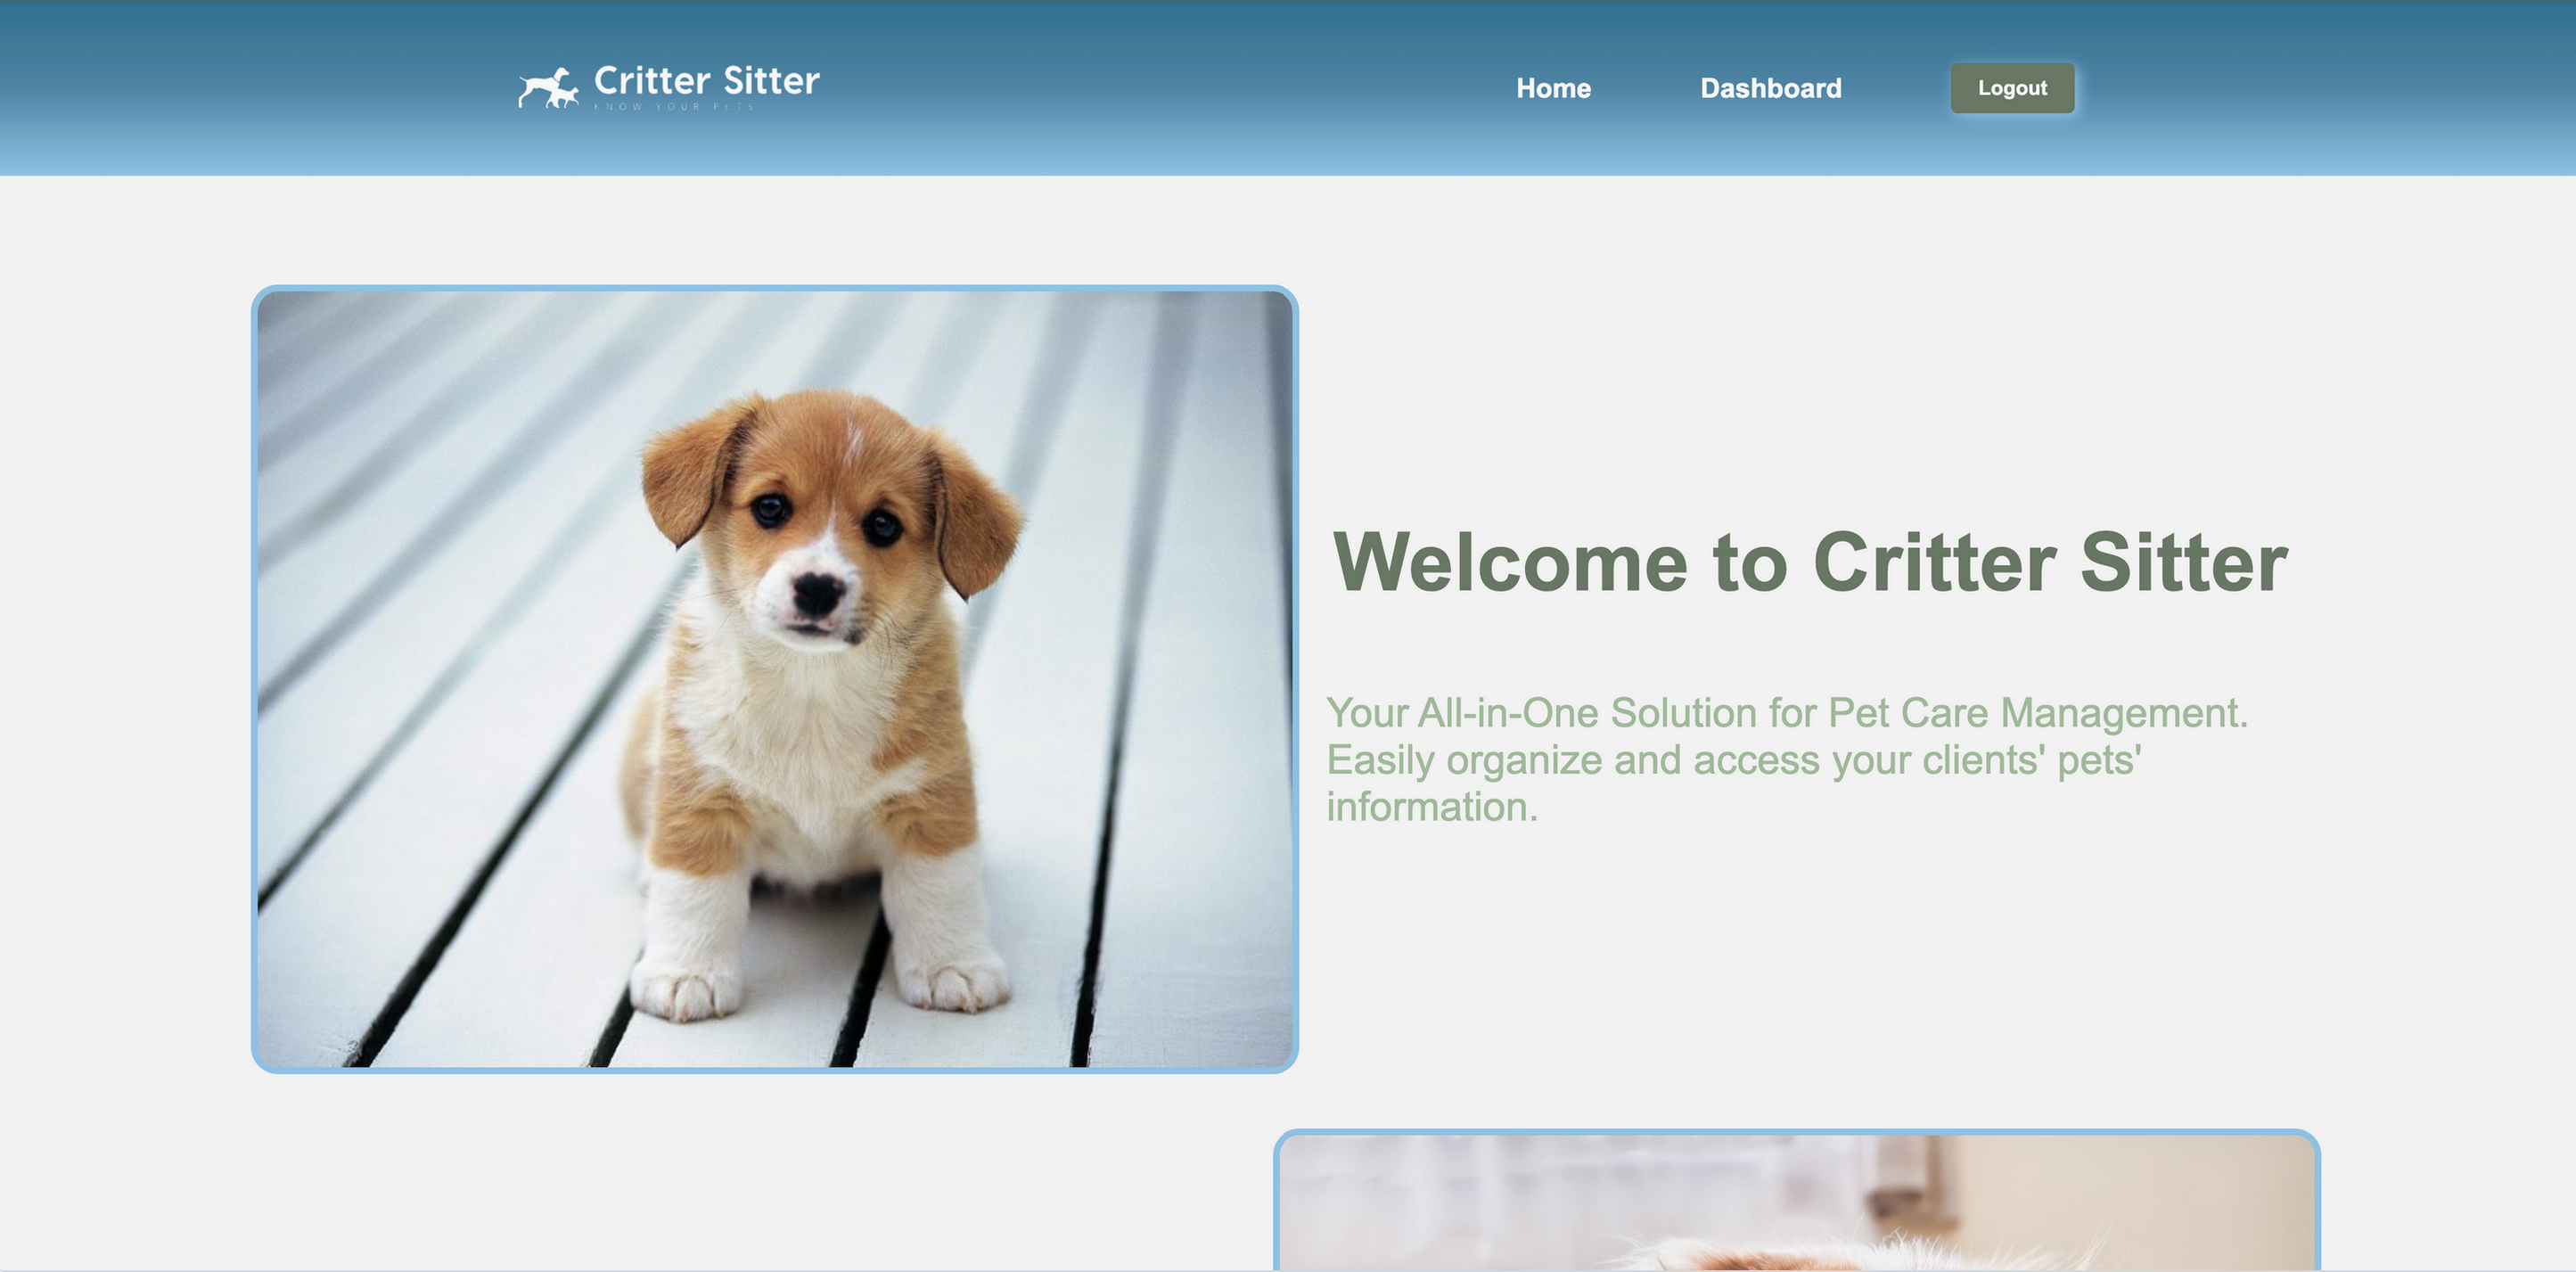 Critter Sitter
KNOW YOUR PETS
Home
Dashboard
Logout
Welcome to Critter Sitter
Your All-in-One Solution for Pet Care Management.
Easily organize and access your clients' pets'
information.